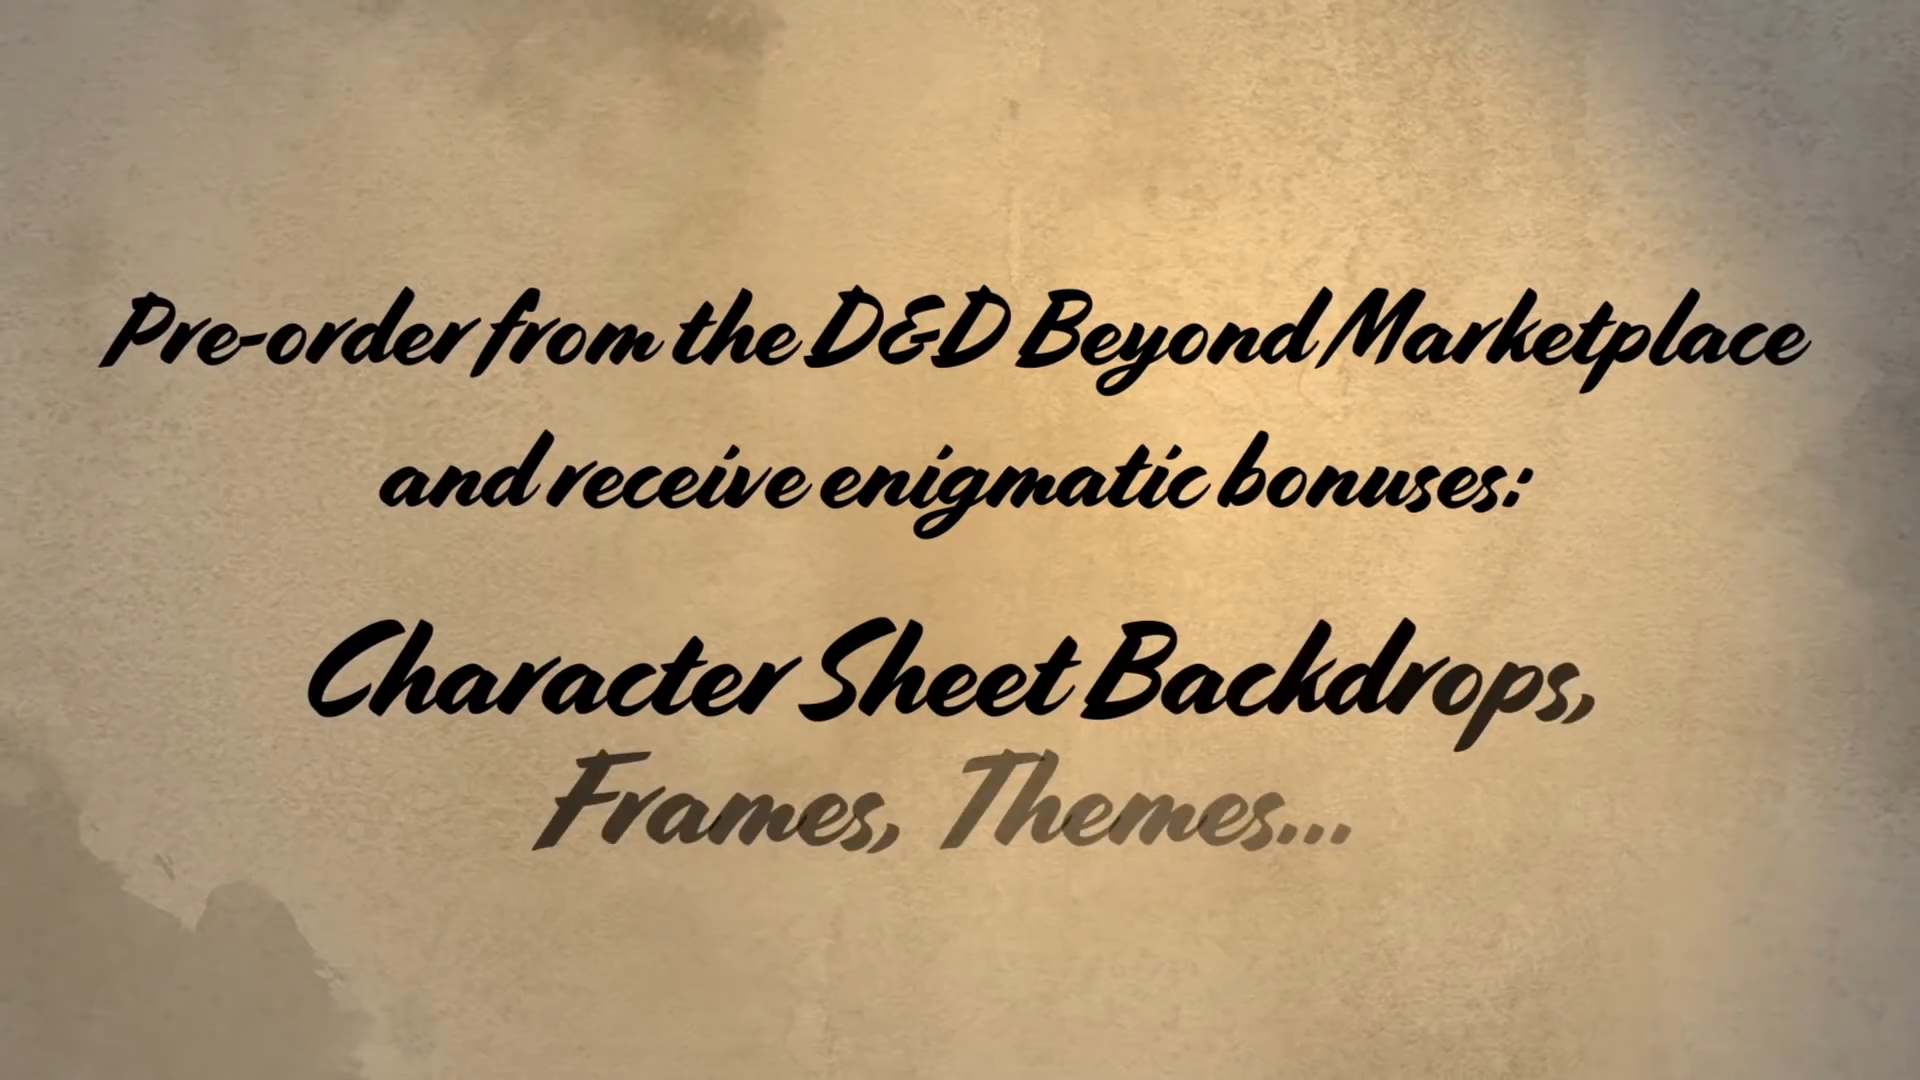 Pre-order from the D&D Beyond Marketplace
and receive enigmatic bonuses:
Character Sheet Backdrops,
Frames, Themes...